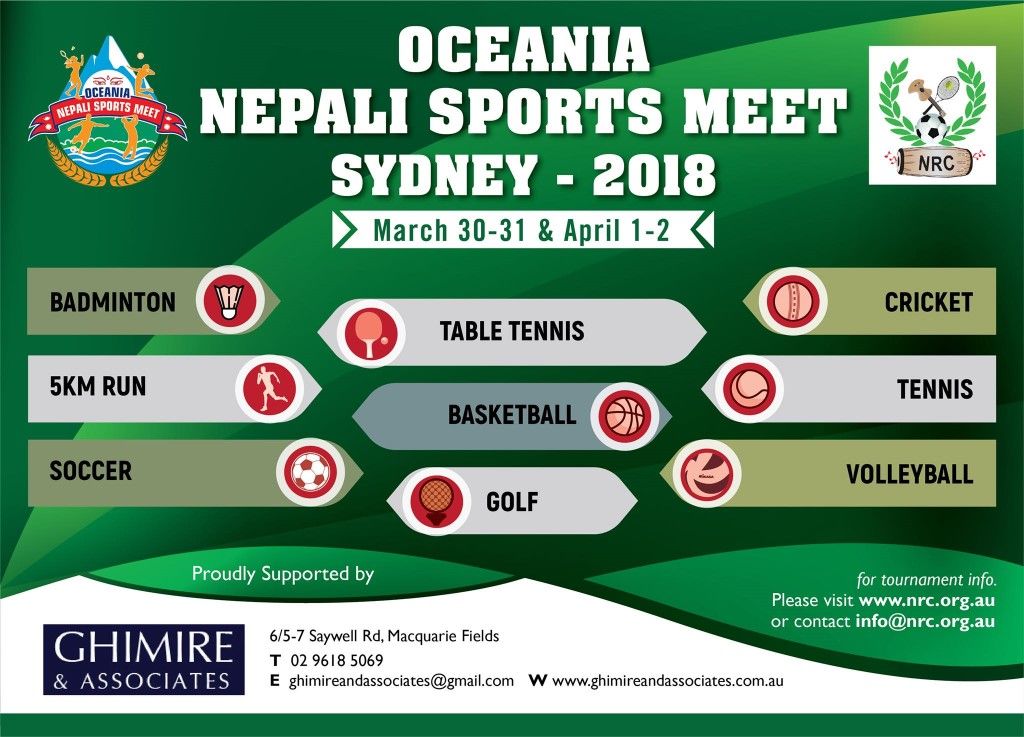 OCEANIA
NEPALI SPORTS MEET
SYDNEY - 2018
March 30-31 & April 1-2
OCEANIA
NEPALI SPORTS MEET
NRC
BADMINTON
5KM RUN
SOCCER
TABLE TENNIS
BASKETBALL
GOLF
CRICKET
TENNIS
VOLLEYBALL
Proudly Supported by
GHIMIRE
& ASSOCIATES
6/5-7 Saywell Rd, Macquarie Fields
T 02 9618 5069
E ghimireandassociates@gmail.com W www.ghimireandassociates.com.au
for tournament info.
Please visit www.nrc.org.au
or contact info@nrc.org.au